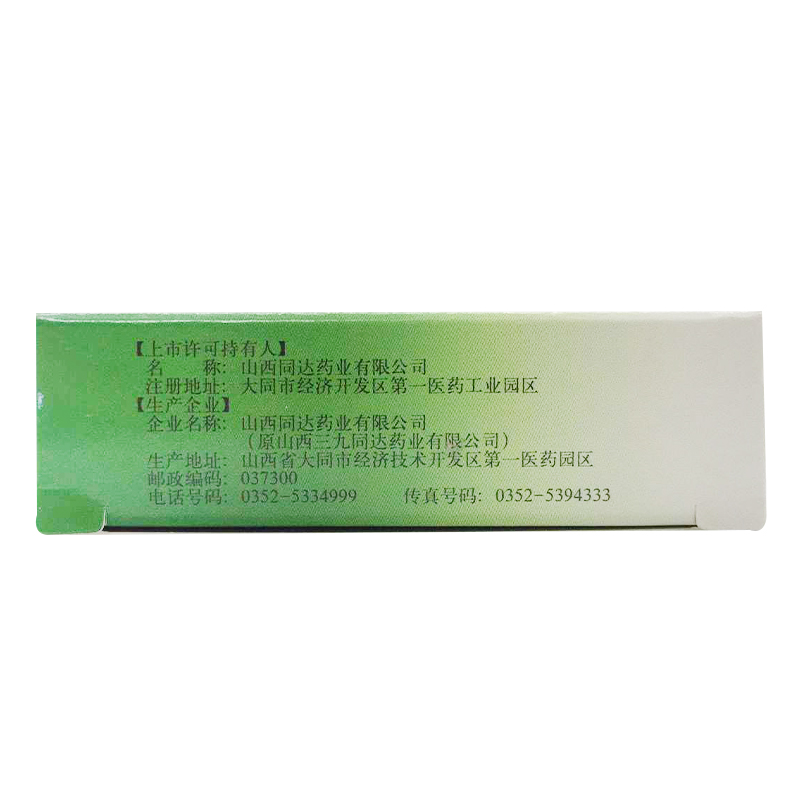 【上市许可持有人】
名 称：山西同达药业有限公司
注册地址：大同市经济开发区第一医药工业园区
【生产企业】
企业名称：山西同达药业有限公司
（原山西三九同达药业有限公司）
生产地址：山西省大同市经济技术开发区第一医药园区
邮政编码：037300
电话号码：0352-5334999 传真号码：0352-5394333